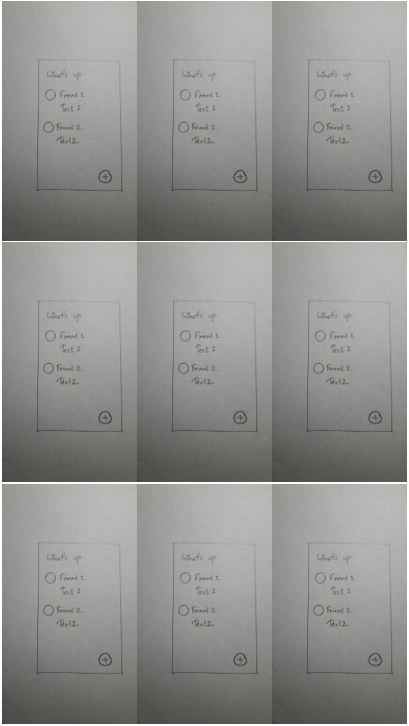 What's up
Friend 1
Text 1
Friend 2.
Text 2.
+
What's up
Friend 1
Text 1
Friend 2.
Text 2.
+
What's up
Friend 1
Text 1
Friend 2.
Text 2.
+
What's up
Friend 1
Text 1
Friend 2.
Text 2.
+
What's up
Friend 1
Text 1
Friend 2.
Text 2.
+
What's up
Friend 1
Text 1
Friend 2.
Text 2.
+
What's up
Friend 1
Text 1
Friend 2.
Text 2.
+
What's up
Friend 1
Text 1
Friend 2.
Text 2.
+
What's up
Friend 1
Text 1
Friend 2.
Text 2.
+